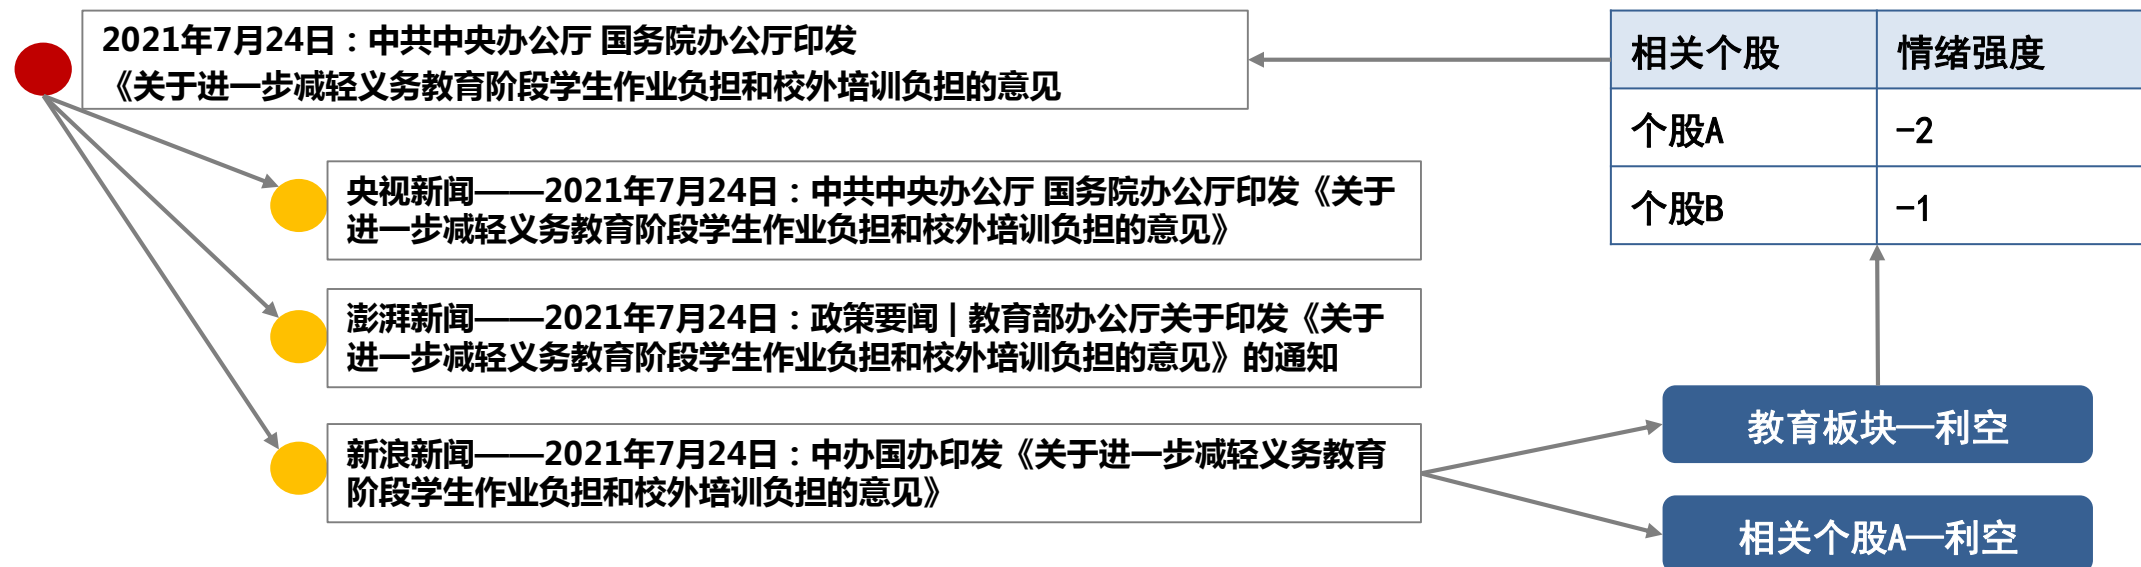 2021年7月24日：中共中央办公厅 国务院办公厅印发
《关于进一步减轻义务教育阶段学生作业负担和校外培训负担的意见
央视新闻——2021年7月24日：中共中央办公厅 国务院办公厅印发《关于
进一步减轻义务教育阶段学生作业负担和校外培训负担的意见》
澎湃新闻——2021年7月24日：政策要闻 | 教育部办公厅关于印发《关于
进一步减轻义务教育阶段学生作业负担和校外培训负担的意见》的通知
新浪新闻——2021年7月24日：中办国办印发《关于进一步减轻义务教育
阶段学生作业负担和校外培训负担的意见》
相关个股 情绪强度
个股A -2
个股B -1
教育板块—利空
相关个股A—利空